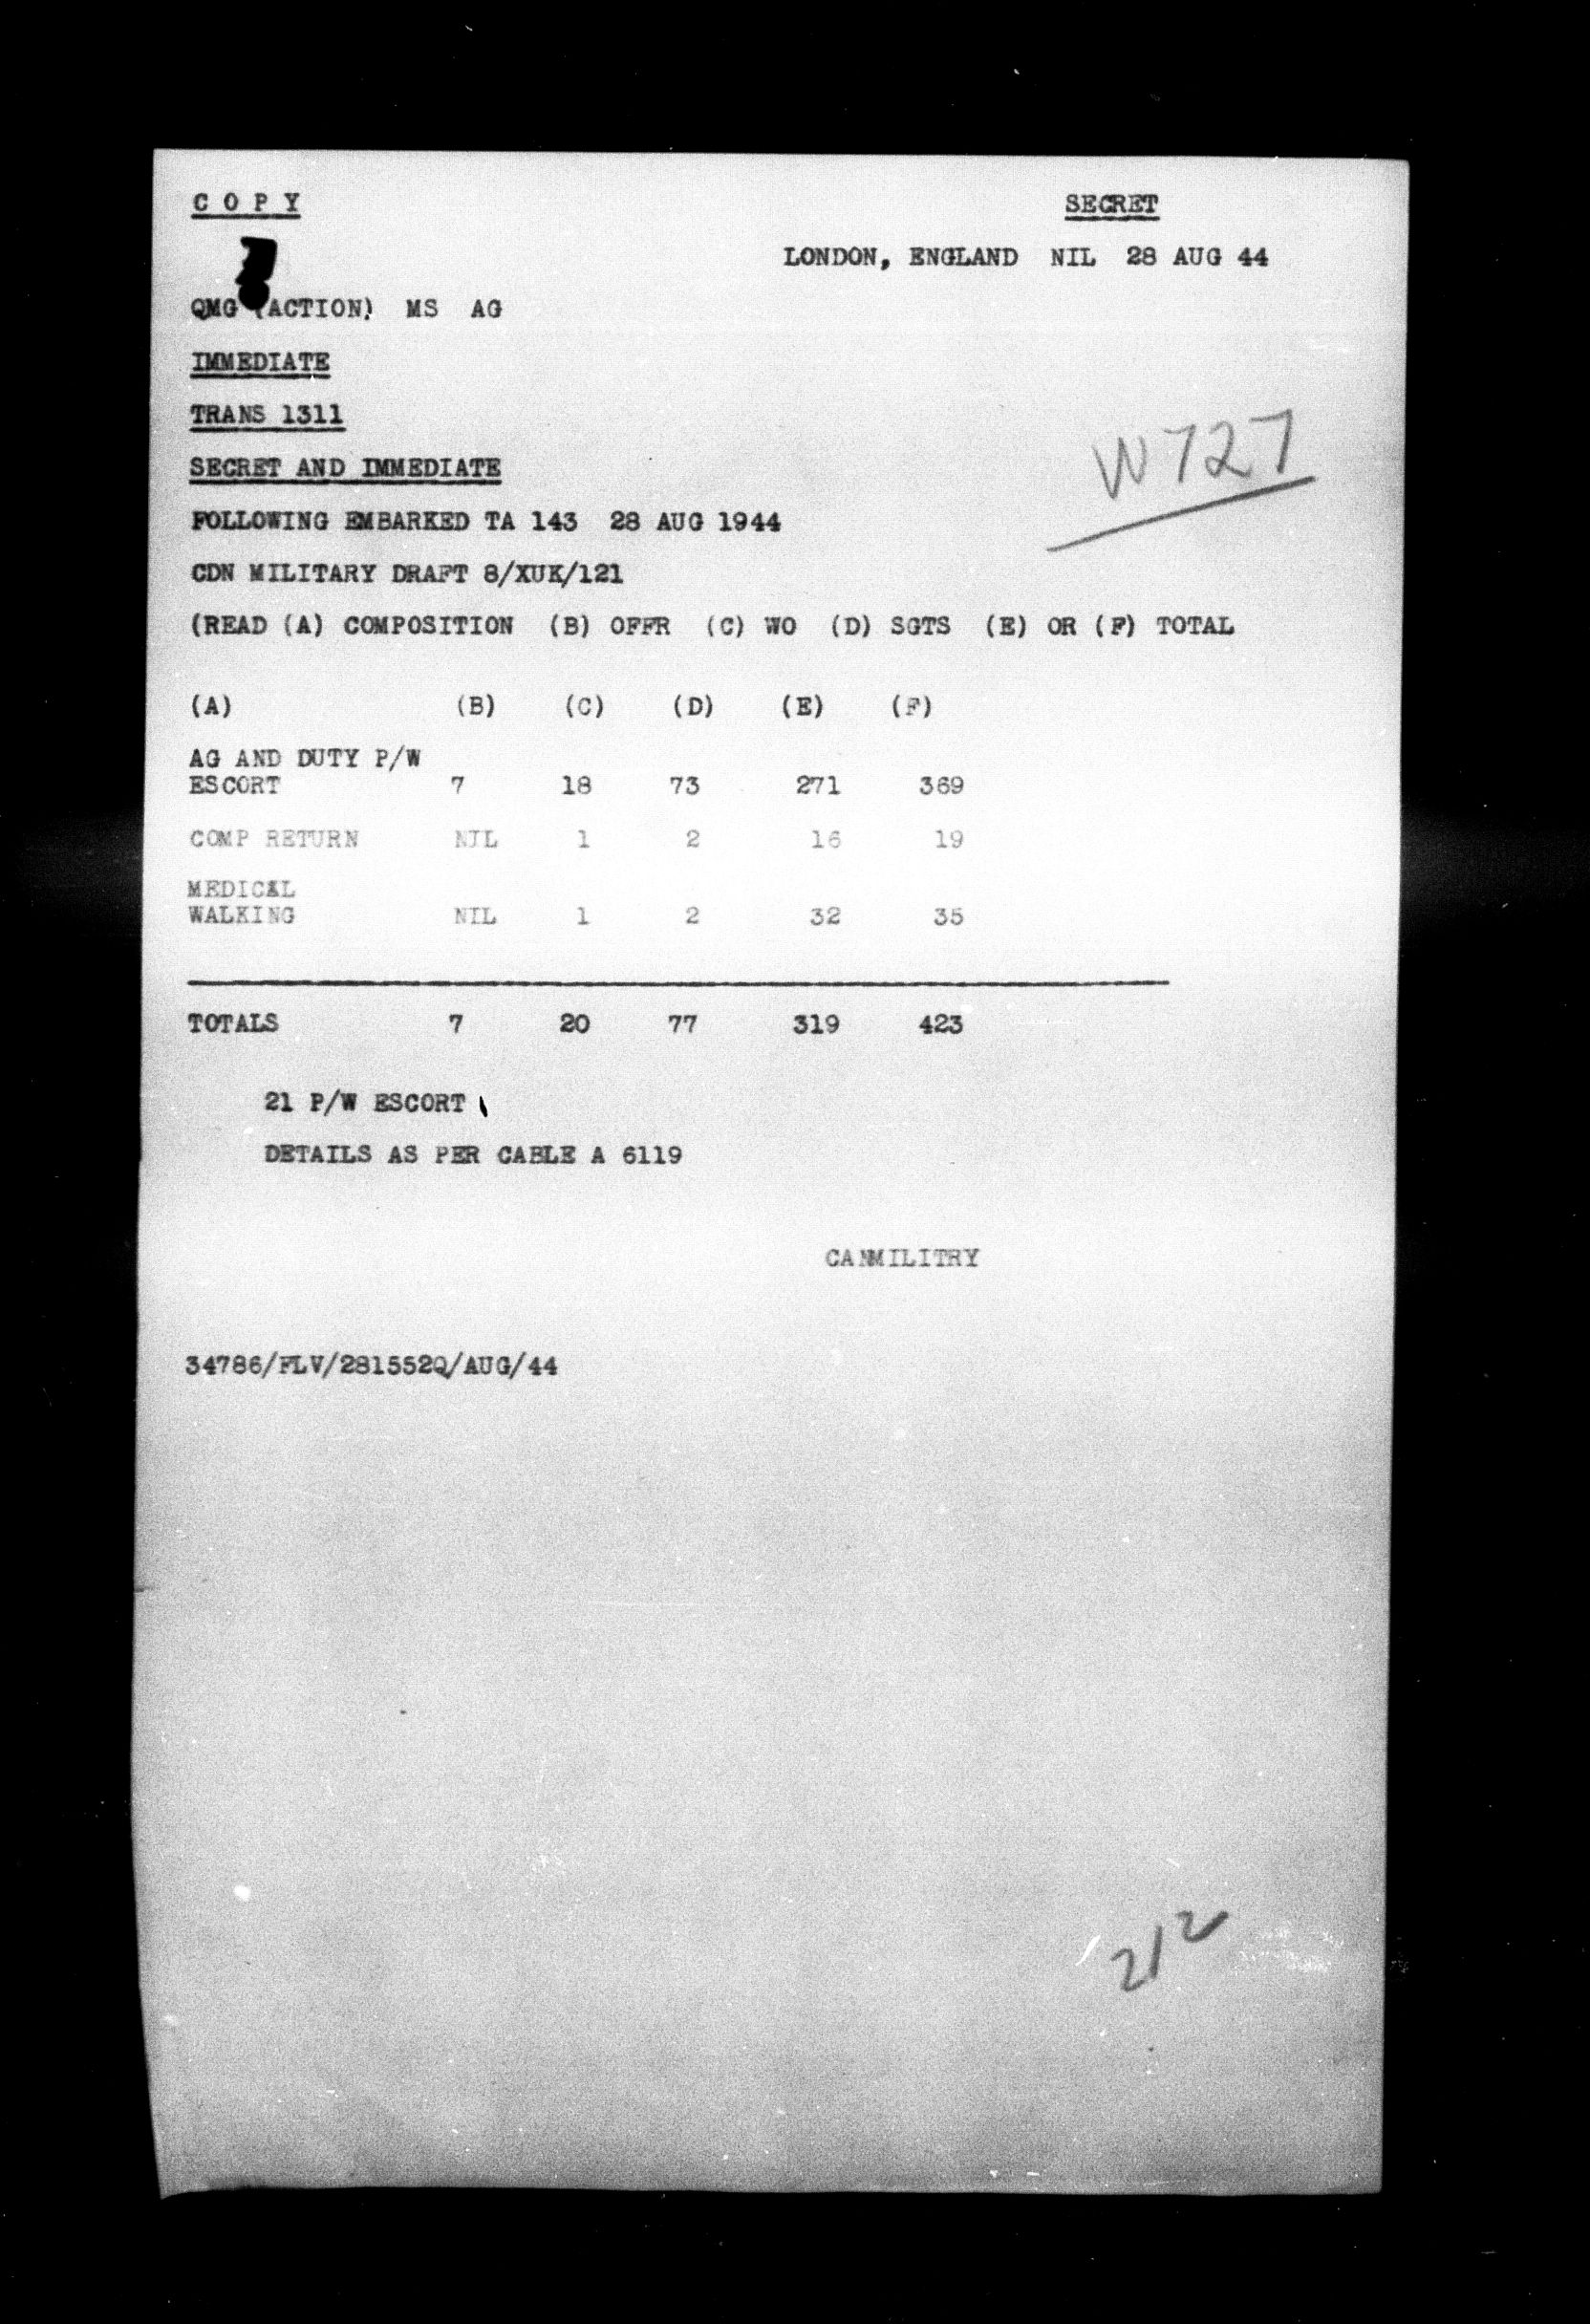 C O P Y SECRET
LONDON, ENGLAND NIL 28 AUG 44
QMG (ACTION) MS AG
IMMEDIATE
TRANS 1311
W727
SECRET AND IMMEDIATE
FOLLOWING EMBARKED TA 143 28 AUG 1944
CDN MILITARY DRAFT 8/XUK/121
(READ (A) COMPOSITION (B) OFFR (C) WO (D) SGTS (E) OR (F) TOTAL
(A) (B) (C) (D) (E) (F)
AG AND DUTY P/W
ESCORT 7 18 73 271 369
COMP RETURN NIL 1 2 16 19
MEDICAL
WALKING NIL 1 2 32 35
TOTALS 7 20 77 319 423
21 P/W ESCORT
DETAILS AS PER CABLE A 6119
CANMILITRY
34786/FLV/281552Q/AUG/44
212